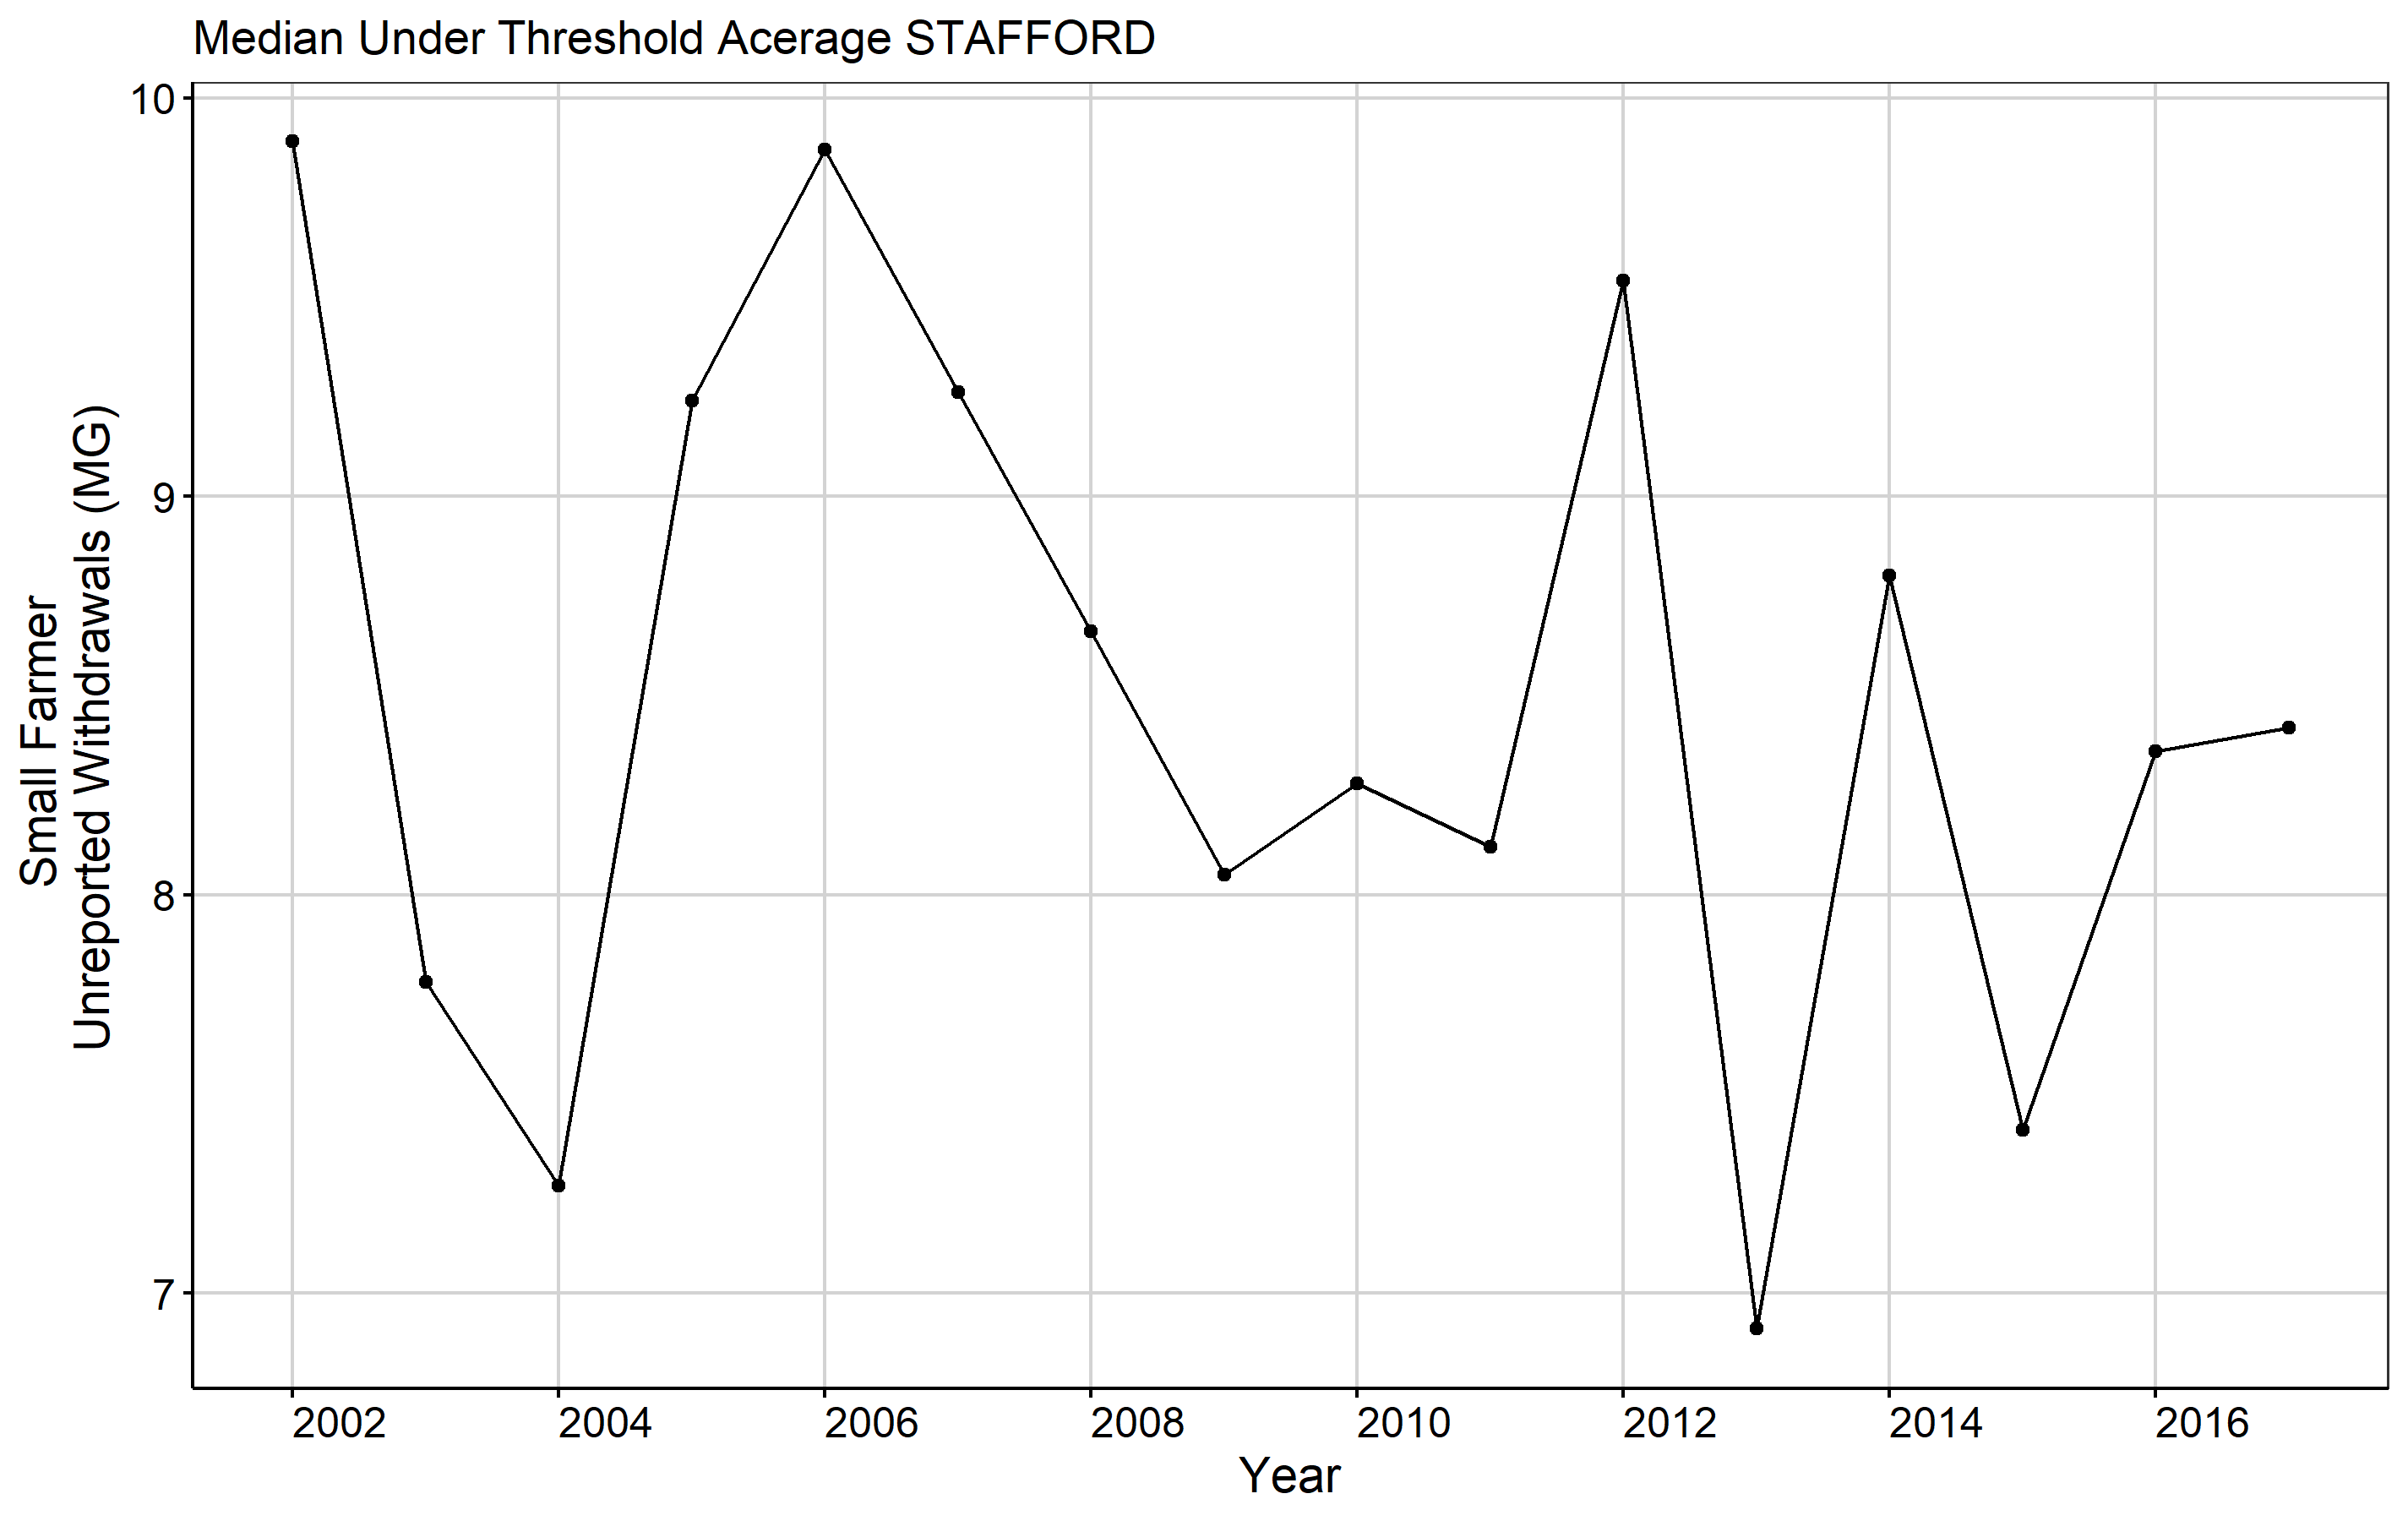 Median Under Threshold Acerage STAFFORD
Small Farmer
Unreported Withdrawals (MG)
10
9
8
7
2002 2004 2006 2008 2010 2012 2014 2016
Year